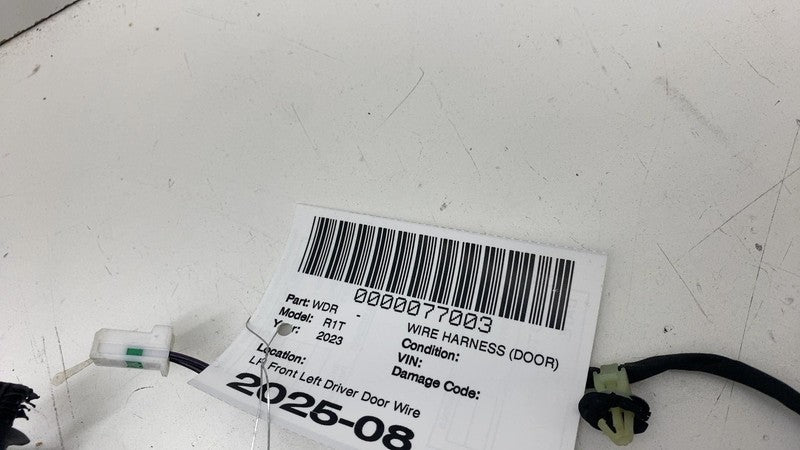 0000077003
Part: WDR - WIRE HARNESS (DOOR)
Model: R1T Condition:
Year: 2023 VIN:
Damage Code:
Location:
LF Front Left Driver Door Wire
2025-08